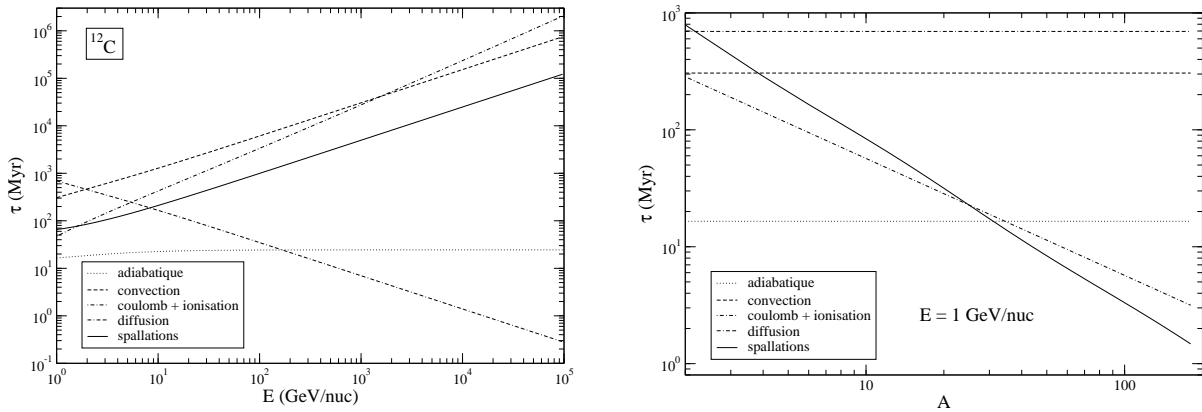 10^6
10^5
10^4
10^3
10^2
10^1
10^0
10^-1
τ (Myr)
^12C
adiabatique
convection
coulomb + ionisation
diffusion
spallations
10^0 10^1 10^2 10^3 10^4 10^5
E (GeV/nuc)
10^3
10^2
10^1
10^0
τ (Myr)
adiabatique
convection
coulomb + ionisation
diffusion
spallations
E = 1 GeV/nuc
10 100
A